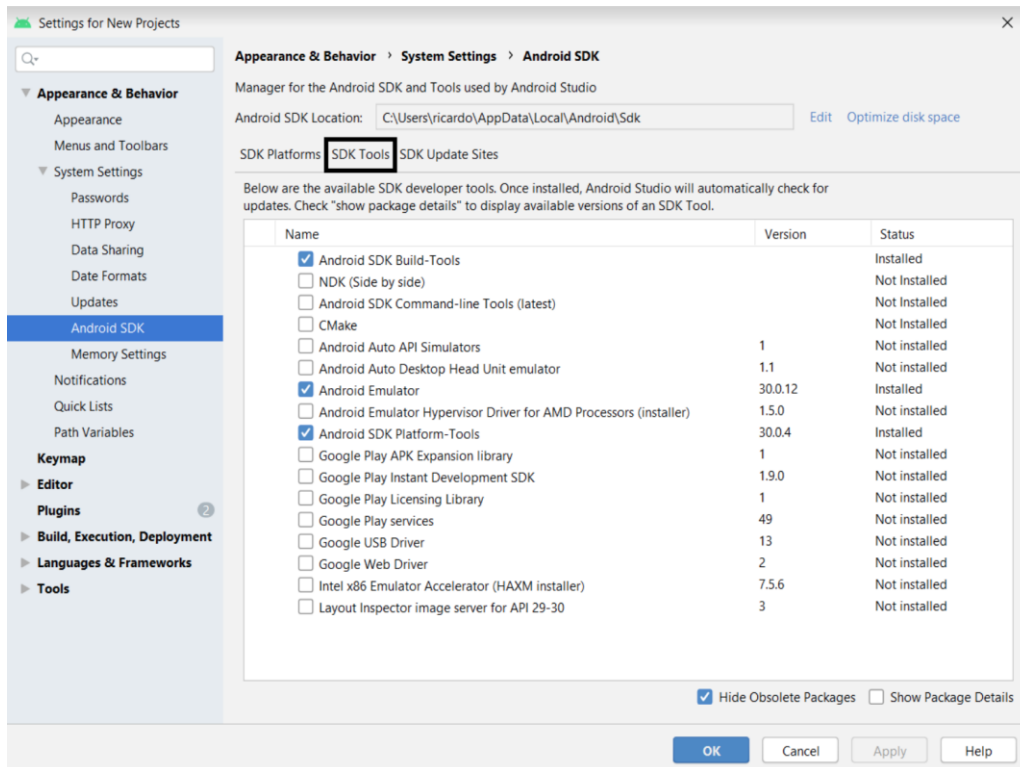 Settings for New Projects
Appearance & Behavior
Appearance
Menus and Toolbars
System Settings
Passwords
HTTP Proxy
Data Sharing
Date Formats
Updates
Android SDK
Memory Settings
Notifications
Quick Lists
Path Variables
Keymap
Editor
Plugins 2
Build, Execution, Deployment
Languages & Frameworks
Tools
Appearance & Behavior › System Settings › Android SDK
Manager for the Android SDK and Tools used by Android Studio
Android SDK Location: C:\Users\ricardo\AppData\Local\Android\Sdk Edit Optimize disk space
SDK Platforms SDK Tools SDK Update Sites
Below are the available SDK developer tools. Once installed, Android Studio will automatically check for
updates. Check "show package details" to display available versions of an SDK Tool.
Name Version Status
Android SDK Build-Tools Installed
NDK (Side by side) Not Installed
Android SDK Command-line Tools (latest) Not Installed
CMake Not Installed
Android Auto API Simulators 1 Not installed
Android Auto Desktop Head Unit emulator 1.1 Not installed
Android Emulator 30.0.12 Installed
Android Emulator Hypervisor Driver for AMD Processors (installer) 1.5.0 Not installed
Android SDK Platform-Tools 30.0.4 Installed
Google Play APK Expansion library 1 Not installed
Google Play Instant Development SDK 1.9.0 Not installed
Google Play Licensing Library 1 Not installed
Google Play services 49 Not installed
Google USB Driver 13 Not installed
Google Web Driver 2 Not installed
Intel x86 Emulator Accelerator (HAXM installer) 7.5.6 Not installed
Layout Inspector image server for API 29-30 3 Not installed
Hide Obsolete Packages Show Package Details
OK Cancel Apply Help